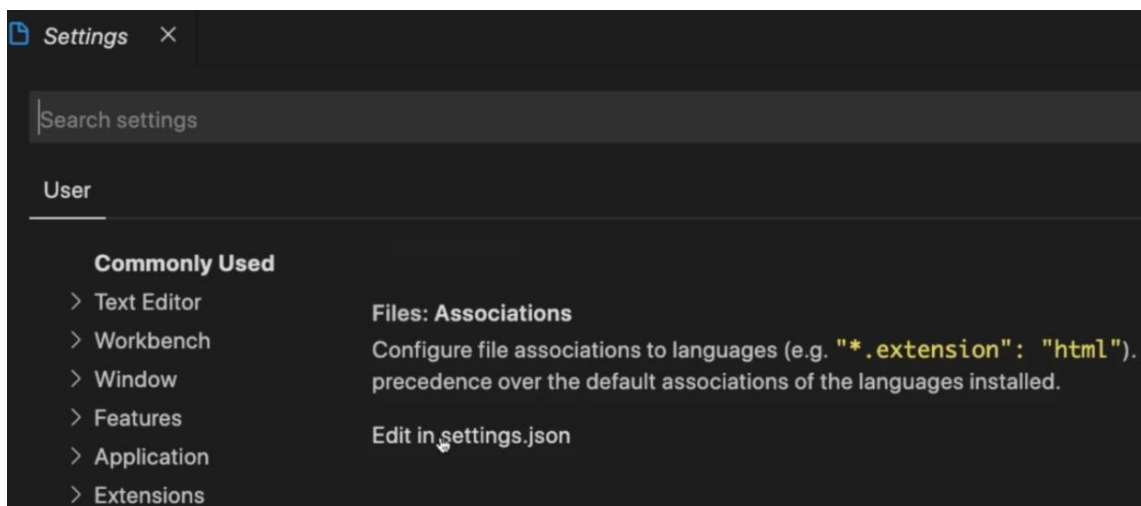 Settings
Search settings
User
Commonly Used
Text Editor
Workbench
Window
Features
Application
Extensions
Files: Associations
Configure file associations to languages (e.g. "*.extension": "html").
precedence over the default associations of the languages installed.
Edit in settings.json